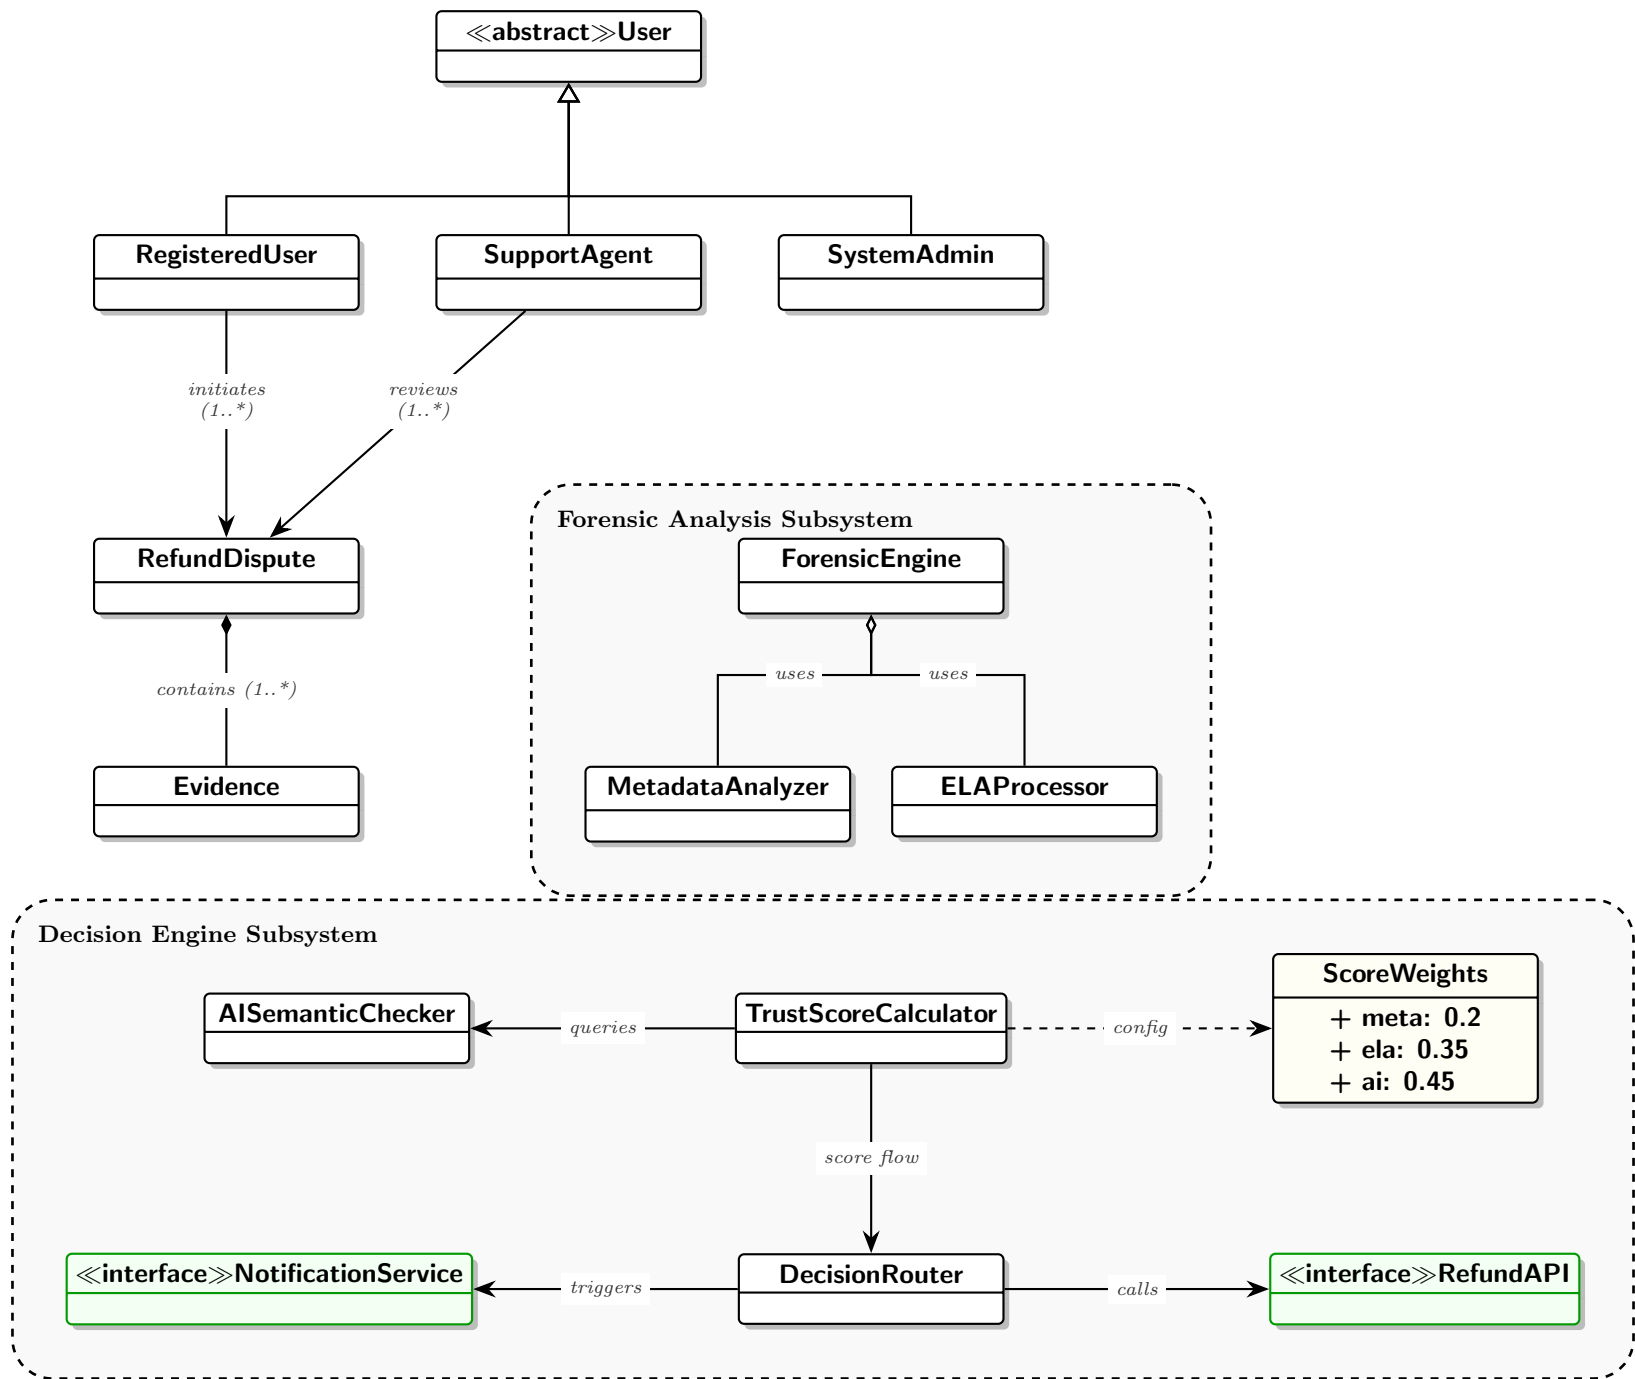 ≪abstract≫User
RegisteredUser
SupportAgent
SystemAdmin
initiates
(1..*)
reviews
(1..*)
Forensic Analysis Subsystem
RefundDispute
ForensicEngine
uses
uses
contains (1..*)
Evidence
MetadataAnalyzer
ELAProcessor
Decision Engine Subsystem
AISemanticChecker
queries
TrustScoreCalculator
config
ScoreWeights
+ meta: 0.2
+ ela: 0.35
+ ai: 0.45
score flow
≪interface≫NotificationService
triggers
DecisionRouter
calls
≪interface≫RefundAPI